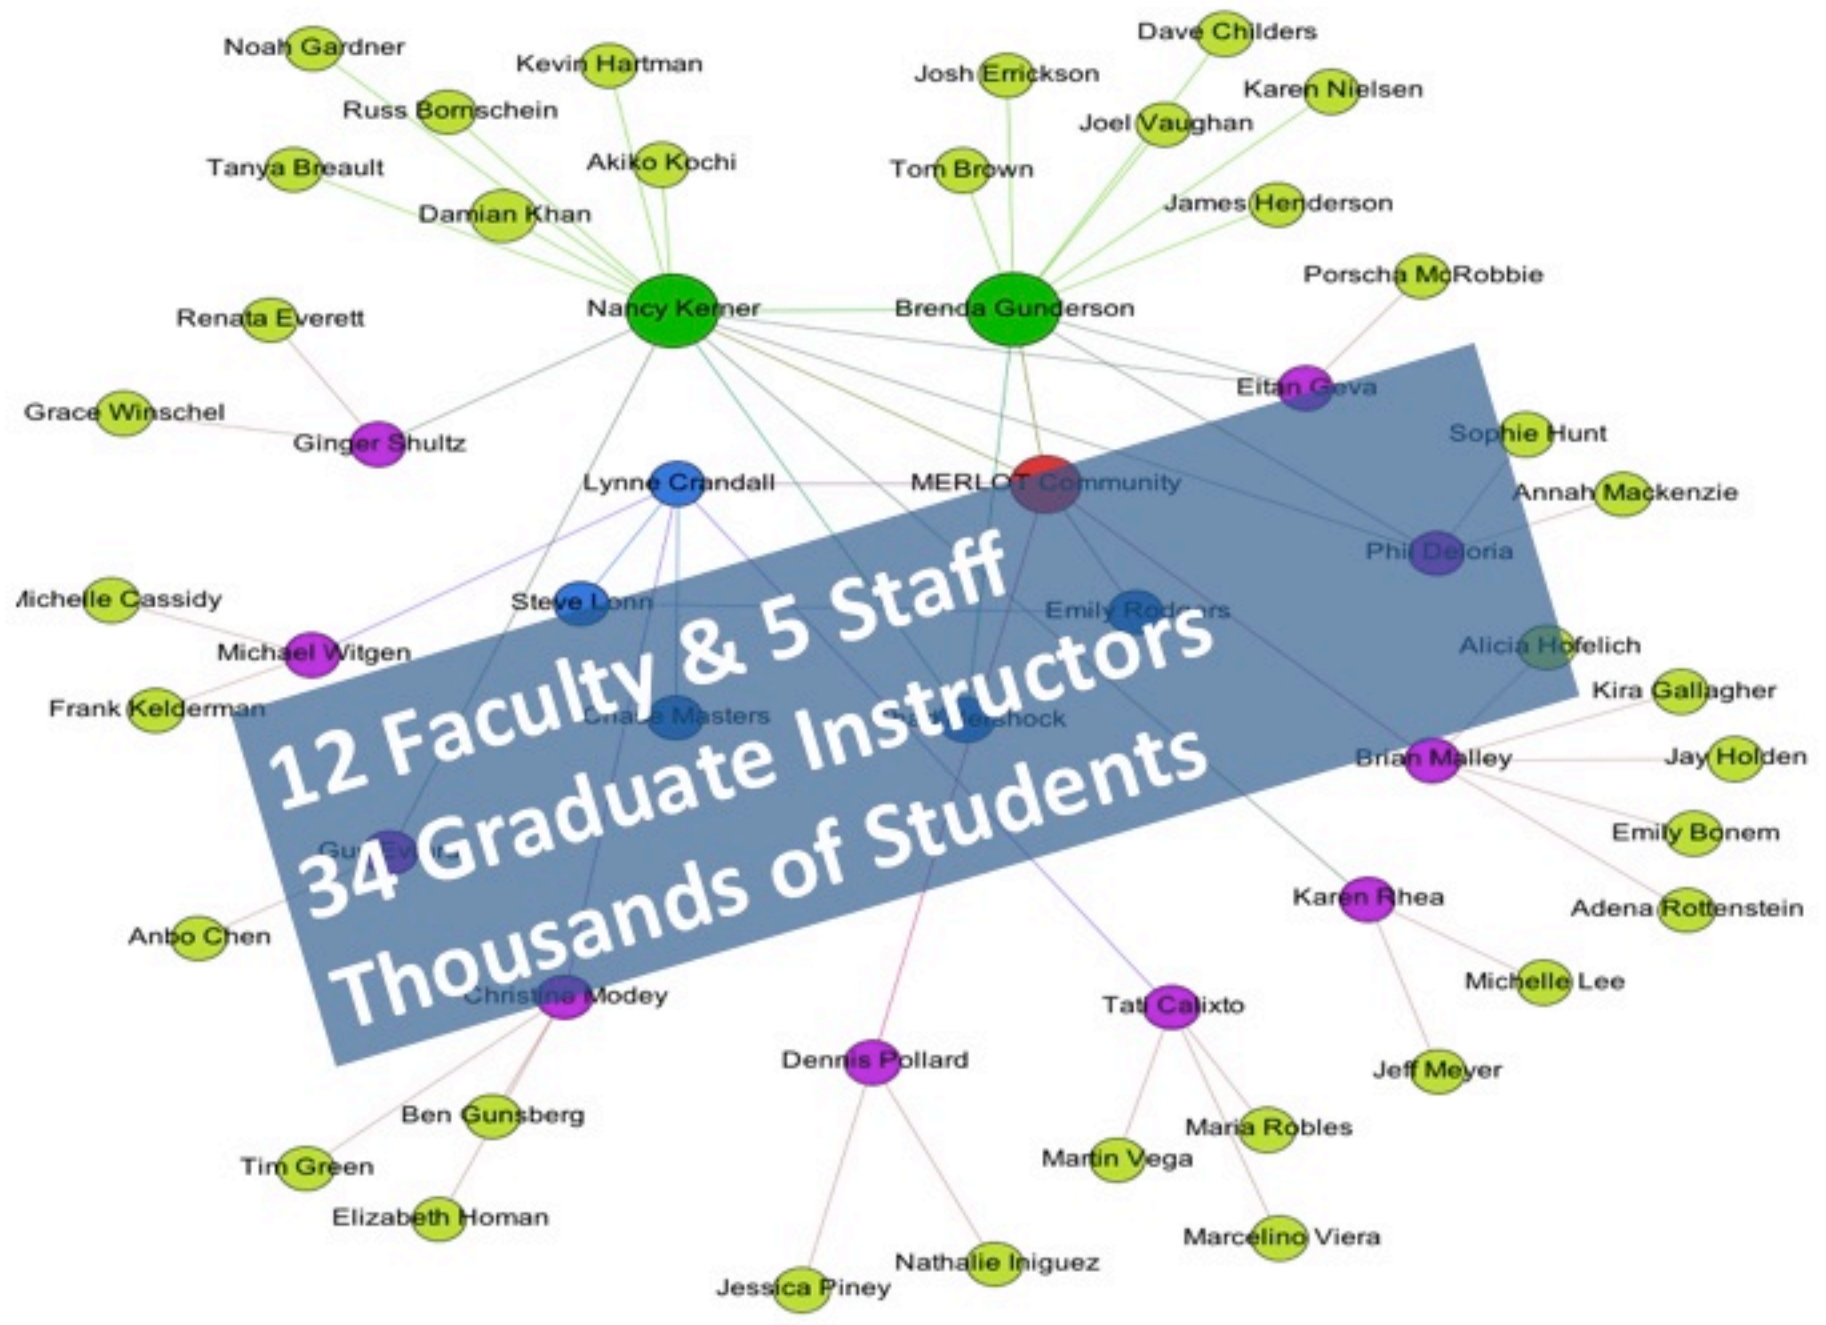 Dave Childers
Noah Gardner
Kevin Hartman
Josh Errickson
Karen Nielsen
Russ Bornschein
Joel Vaughan
Tanya Breault
Akiko Kochi
Tom Brown
Damian Khan
James Henderson
Porscha McRobbie
Renata Everett
Nancy Kerner
Brenda Gunderson
Eitan Geva
Grace Winschel
Ginger Shultz
Sophie Hunt
Lynne Crandall
MERLOT Community
Annah Mackenzie
Phil Deloria
Michelle Cassidy
Steve Lonn
Emily Rodgers
Michael Witgen
Alicia Hofelich
Kira Gallagher
Frank Kelderman
Chase Masters
Hershock
Brian Malley
Jay Holden
12 Faculty & 5 Staff
34 Graduate Instructors
Thousands of Students
Emily Bonem
Karen Rhea
Adena Rottenstein
Anbo Chen
Michelle Lee
Christine Modey
Tati Calixto
Dennis Pollard
Jeff Meyer
Ben Gunsberg
Maria Robles
Tim Green
Martin Vega
Elizabeth Homan
Marcelino Viera
Nathalie Iniguez
Jessica Piney